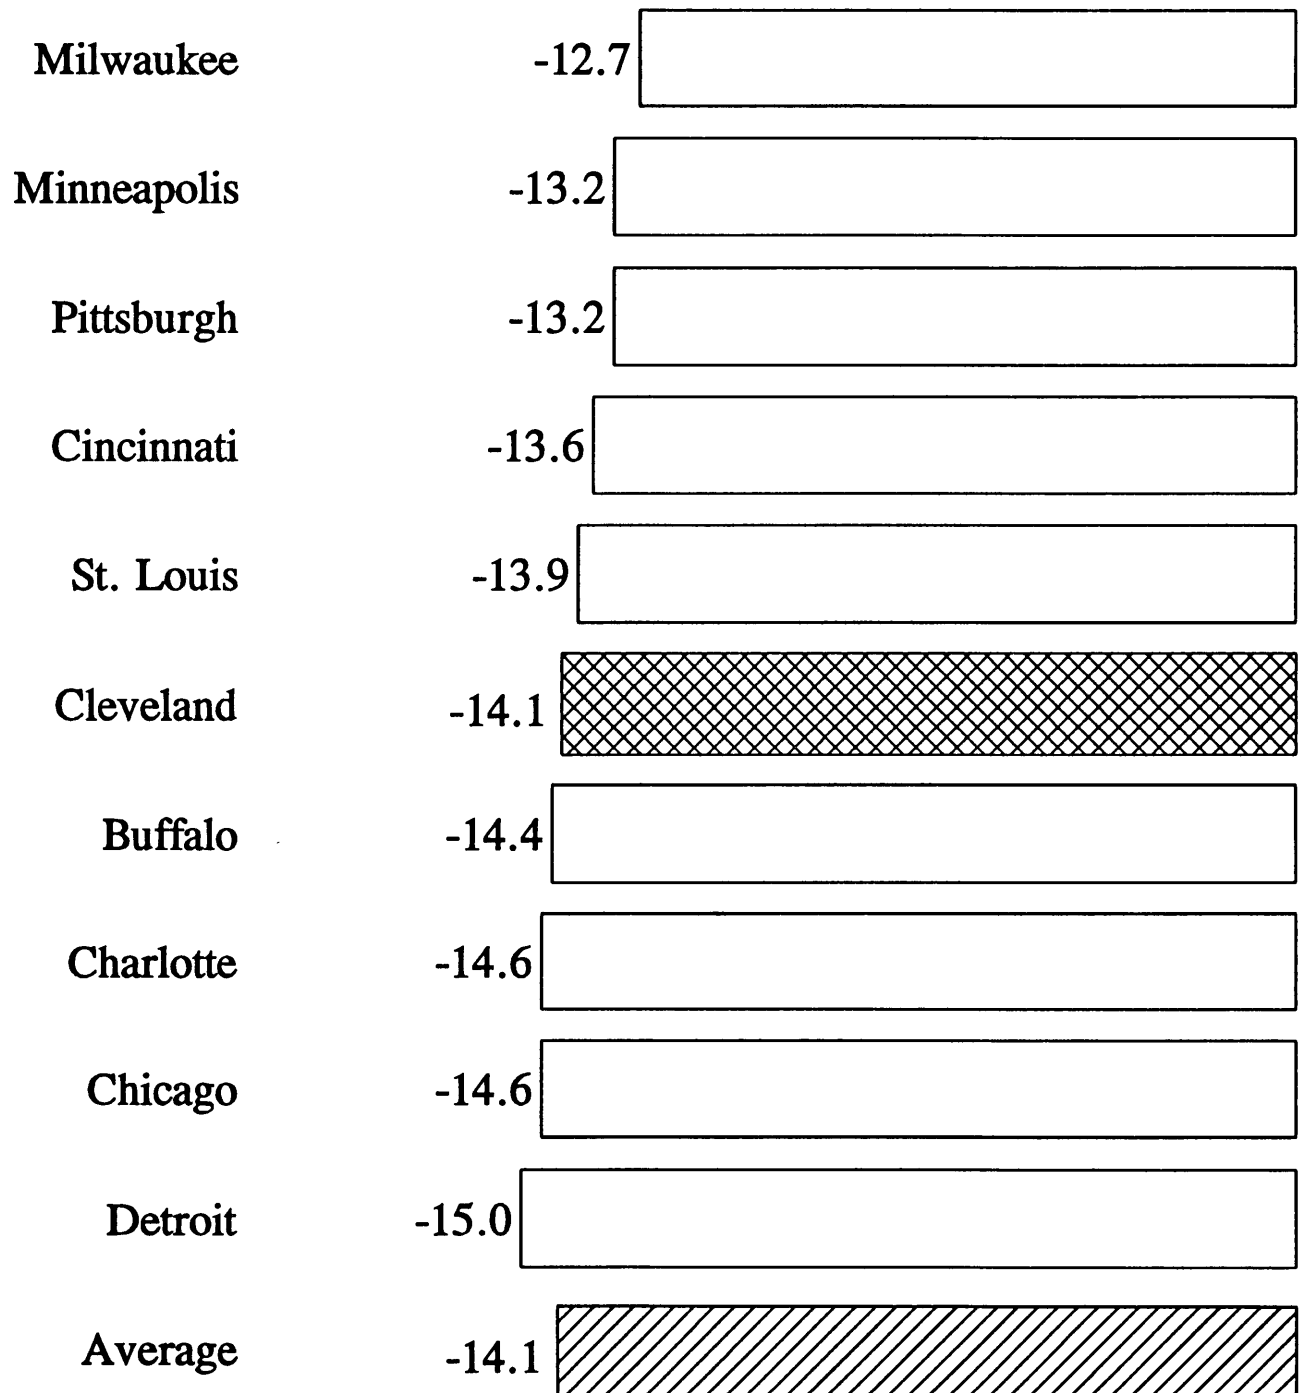 Milwaukee -12.7
Minneapolis -13.2
Pittsburgh -13.2
Cincinnati -13.6
St. Louis -13.9
Cleveland -14.1
Buffalo -14.4
Charlotte -14.6
Chicago -14.6
Detroit -15.0
Average -14.1